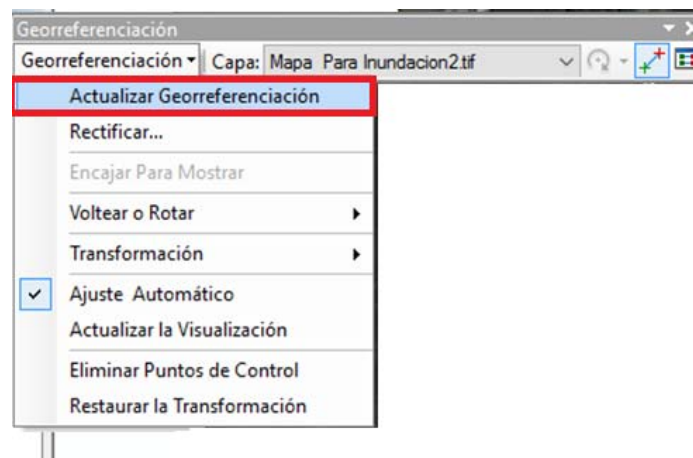 Georreferenciación
Georreferenciación Capa: Mapa Para Inundacion2.tif
Actualizar Georreferenciación
Rectificar...
Encajar Para Mostrar
Voltear o Rotar
Transformación
Ajuste Automático
Actualizar la Visualización
Eliminar Puntos de Control
Restaurar la Transformación